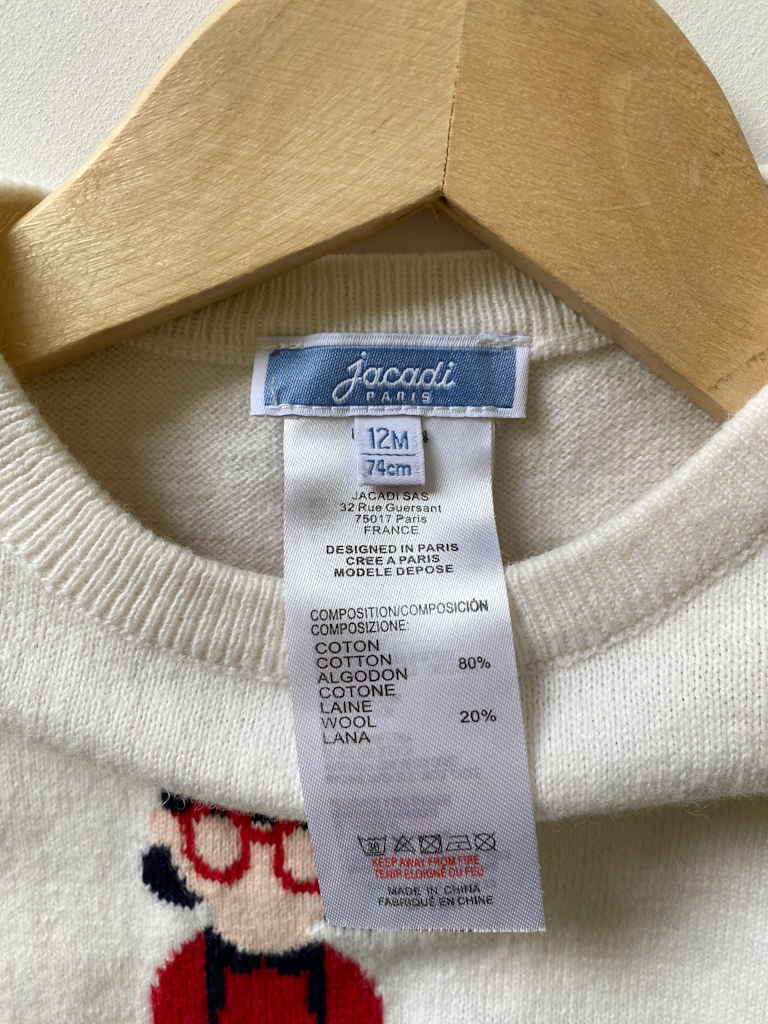 jacadi
PARIS
12M
74cm
JACADI SAS
32 Rue Guersant
75017 Paris
FRANCE
DESIGNED IN PARIS
CREE A PARIS
MODELE DEPOSE
COMPOSITION/COMPOSICIÓN
COMPOSIZIONE:
COTON
COTTON 80%
ALGODON
COTONE
LAINE
WOOL 20%
LANA
30
KEEP AWAY FROM FIRE
TENIR ELOIGNÉ DU FEU
MADE IN CHINA
FABRIQUÉ EN CHINE